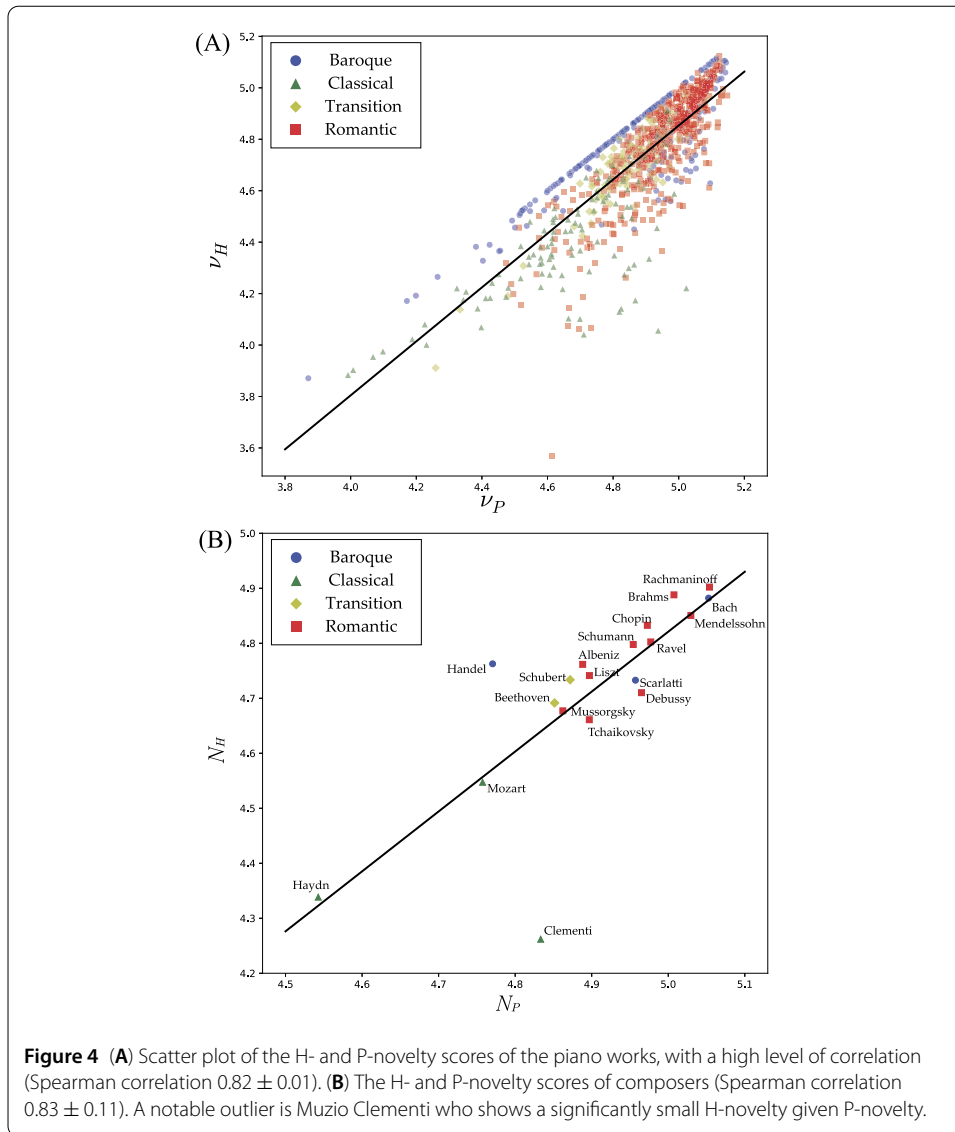 (A)
Baroque
Classical
Transition
Romantic
5.2
5.0
4.8
4.6
4.4
4.2
4.0
3.8
3.6
ν_H
3.8 4.0 4.2 4.4 4.6 4.8 5.0 5.2
ν_P
(B)
Baroque
Classical
Transition
Romantic
5.0
4.9
4.8
4.7
4.6
4.5
4.4
4.3
4.2
N_H
Rachmaninoff
Brahms
Bach
Mendelssohn
Chopin
Schumann
Ravel
Albeniz
Handel
Liszt
Schubert
Scarlatti
Debussy
Beethoven
Mussorgsky
Tchaikovsky
Mozart
Haydn
Clementi
4.5 4.6 4.7 4.8 4.9 5.0 5.1
N_P
Figure 4 (A) Scatter plot of the H- and P-novelty scores of the piano works, with a high level of correlation
(Spearman correlation 0.82 ± 0.01). (B) The H- and P-novelty scores of composers (Spearman correlation
0.83 ± 0.11). A notable outlier is Muzio Clementi who shows a significantly small H-novelty given P-novelty.